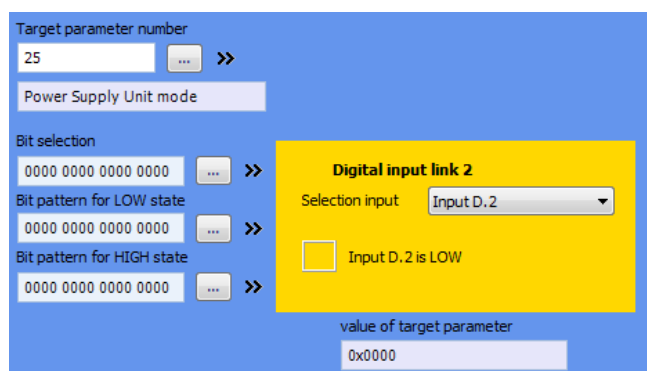 Target parameter number
25
...
Power Supply Unit mode
Bit selection
0000 0000 0000 0000 ...
Bit pattern for LOW state
0000 0000 0000 0000 ...
Bit pattern for HIGH state
0000 0000 0000 0000 ...
Digital input link 2
Selection input Input D.2
Input D.2 is LOW
value of target parameter
0x0000